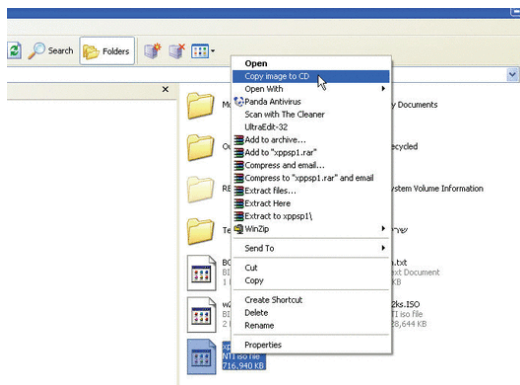 Search
Folders
Open
Copy image to CD
Open With
Panda Antivirus
Scan with The Cleaner
UltraEdit-32
Add to archive...
Add to "xppsp1.rar"
Compress and email...
Compress to "xppsp1.rar" and email
Extract files...
Extract Here
Extract to xppsp1\
WinZip
Send To
Cut
Copy
Create Shortcut
Delete
Rename
Properties
y Documents
ecycled
ystem Volume Information
.txt
ext Document
KB
2ks.ISO
TI iso file
28,644 KB
NTI iso file
716,940 KB